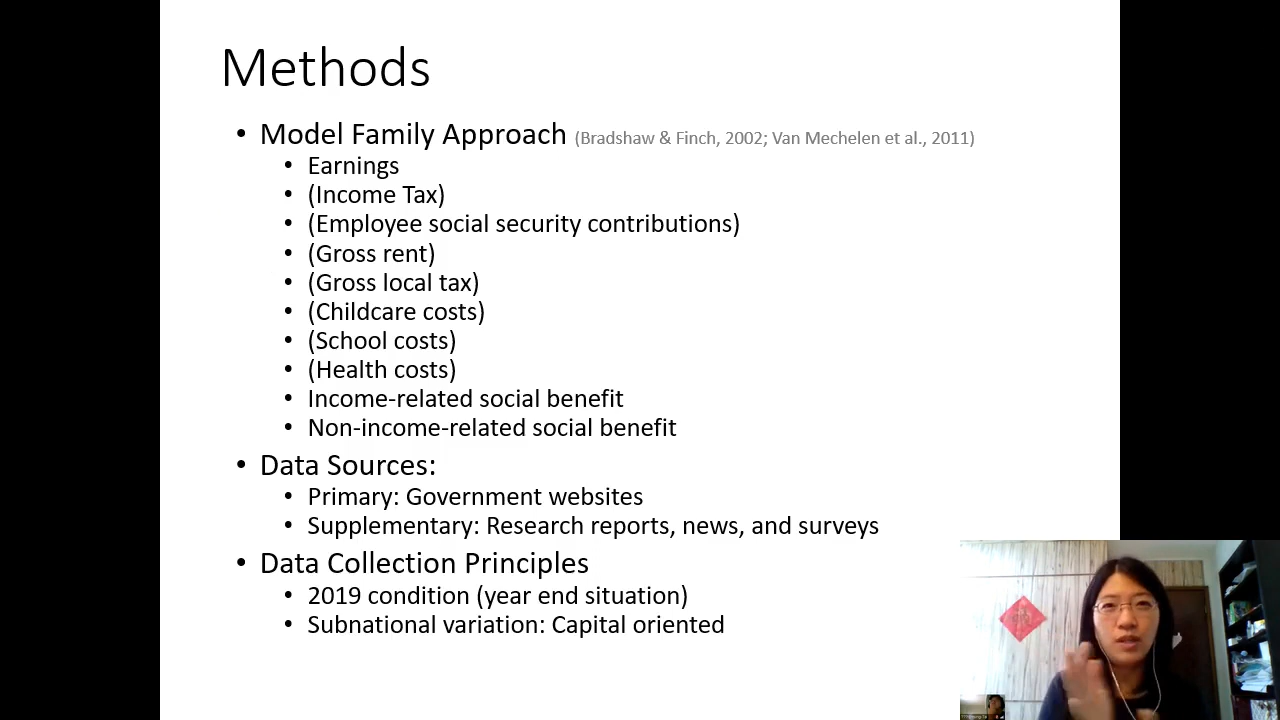 Methods
• Model Family Approach (Bradshaw & Finch, 2002; Van Mechelen et al., 2011)
• Earnings
• (Income Tax)
• (Employee social security contributions)
• (Gross rent)
• (Gross local tax)
• (Childcare costs)
• (School costs)
• (Health costs)
• Income-related social benefit
• Non-income-related social benefit
• Data Sources:
• Primary: Government websites
• Supplementary: Research reports, news, and surveys
• Data Collection Principles
• 2019 condition (year end situation)
• Subnational variation: Capital oriented